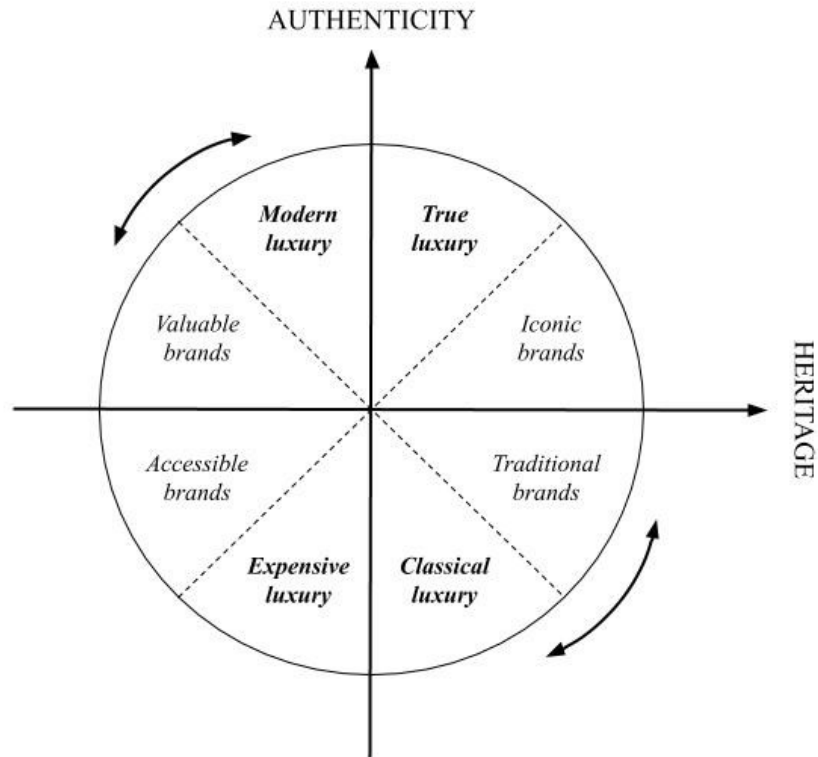 AUTHENTICITY
Modern
luxury
True
luxury
Valuable
brands
Iconic
brands
HERITAGE
Accessible
brands
Traditional
brands
Expensive
luxury
Classical
luxury